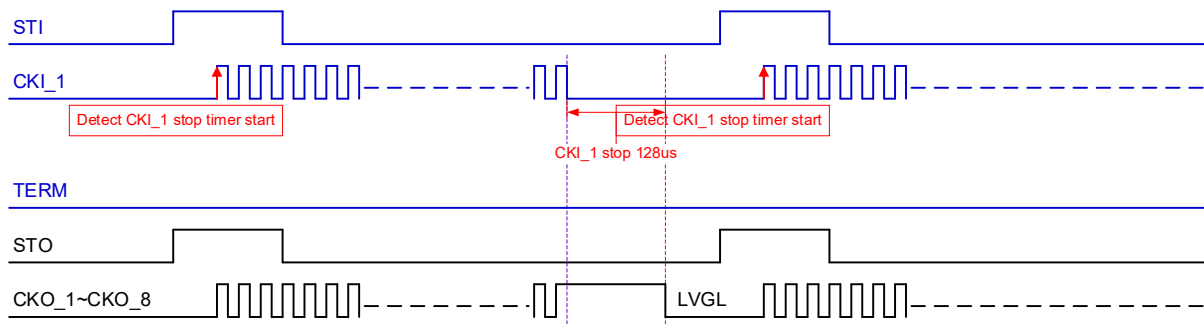 STI
CKI_1
Detect CKI_1 stop timer start
Detect CKI_1 stop timer start
CKI_1 stop 128us
TERM
STO
CKO_1~CKO_8
LVGL